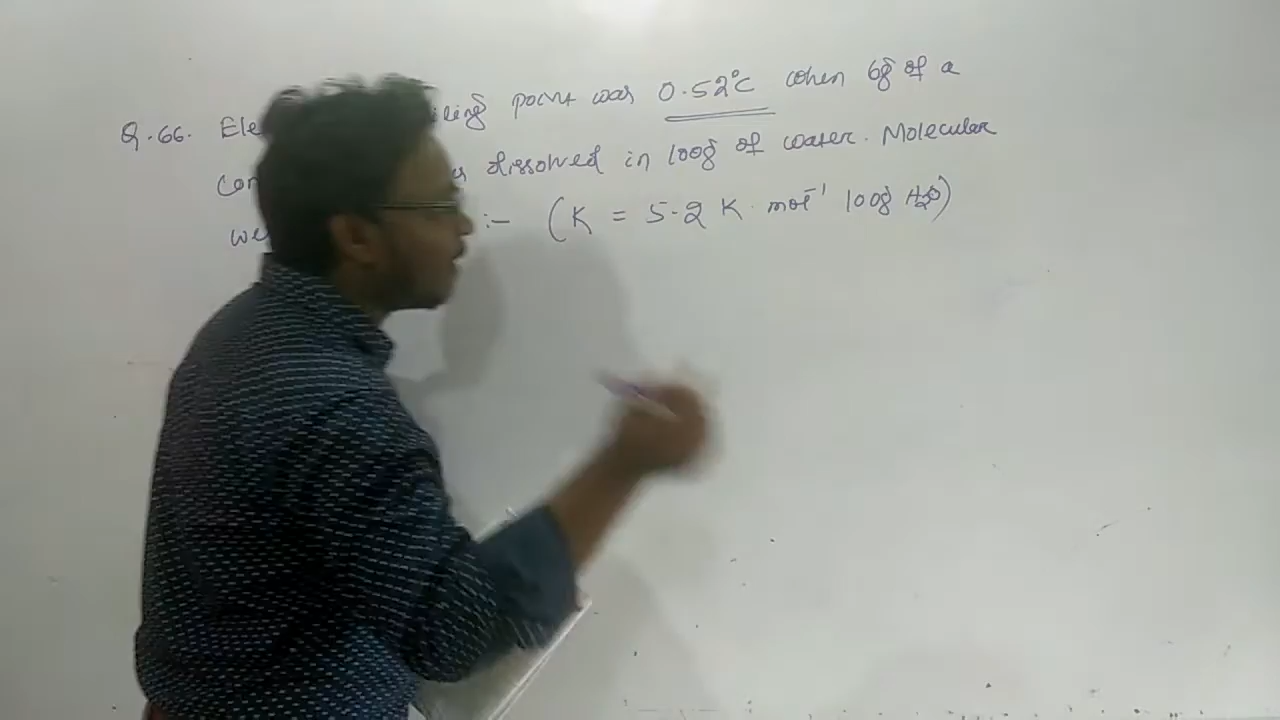 Q.66. Ele point was 0.52°C when 6g of a
com dissolved in 100g of water. Molecular
we :- (K = 5.2 K mol⁻¹ 100g H₂O)